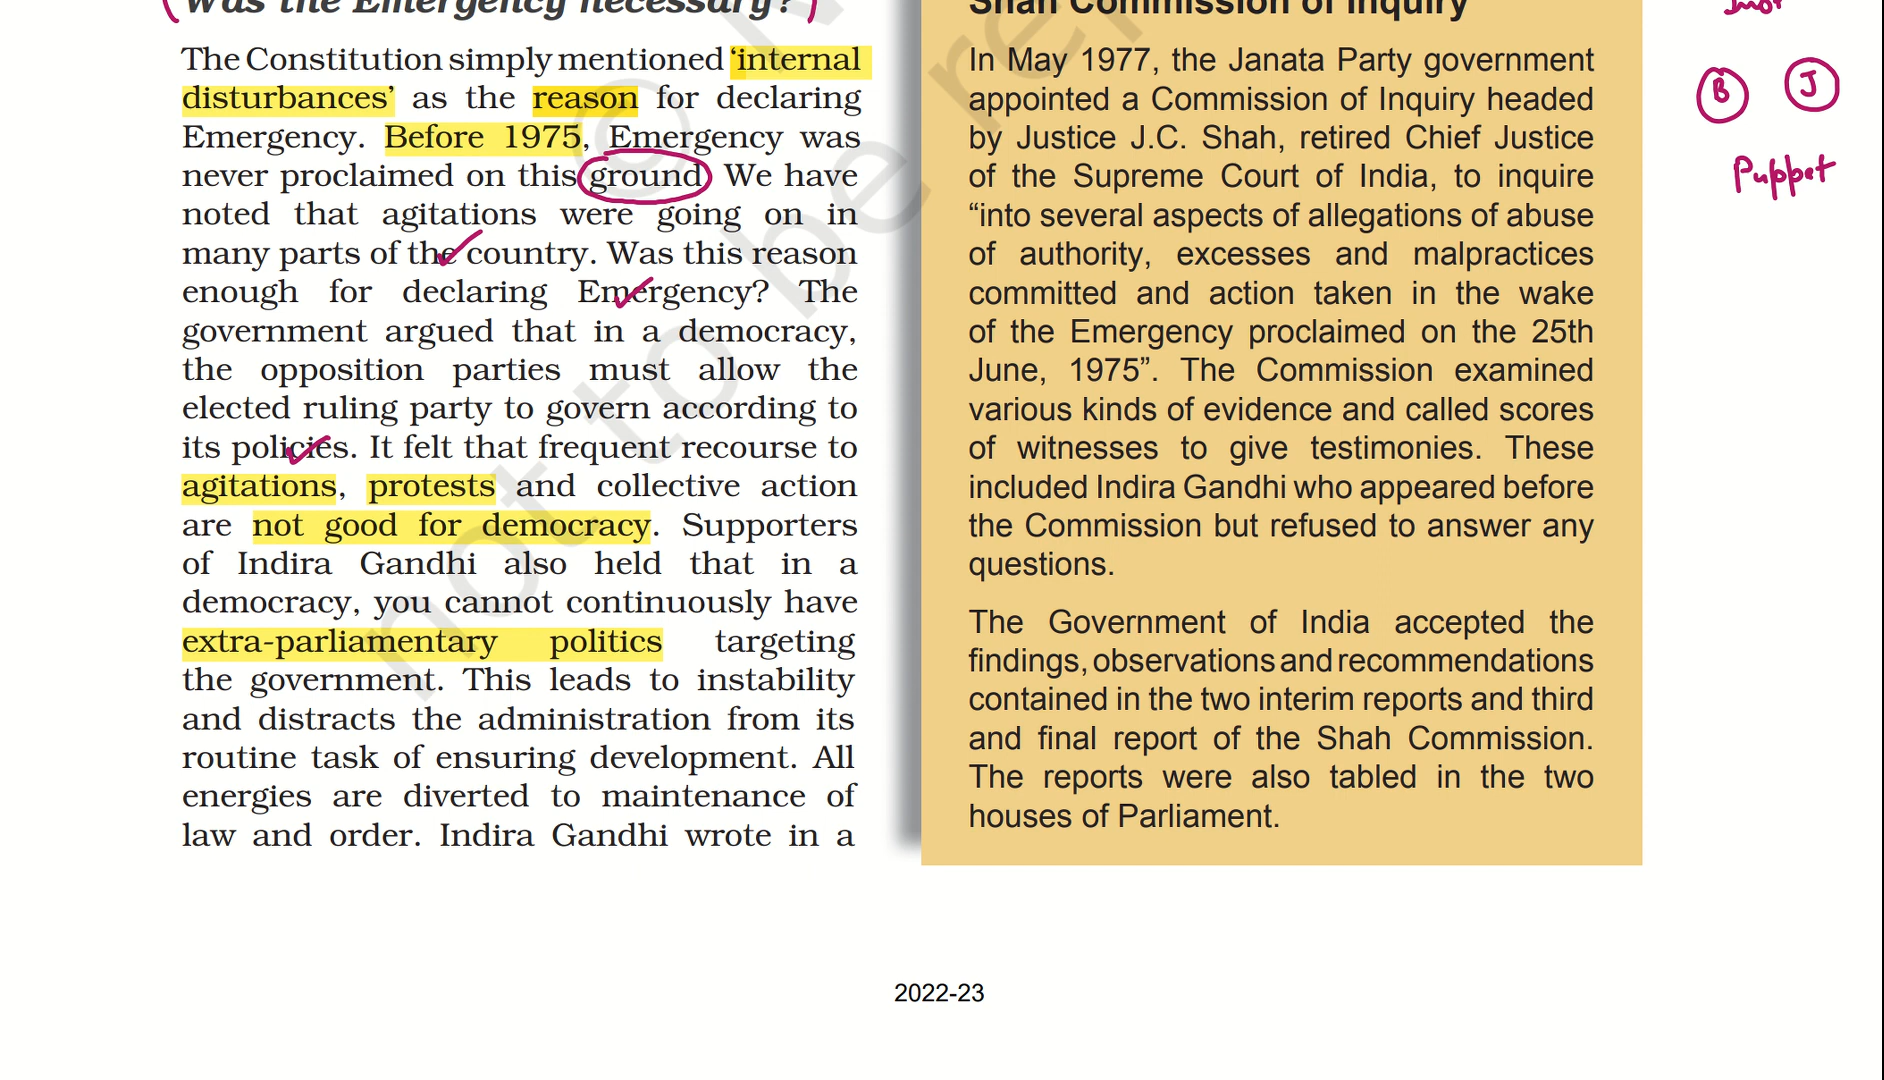 Was the Emergency necessary?
The Constitution simply mentioned ‘internal
disturbances’ as the reason for declaring
Emergency. Before 1975, Emergency was
never proclaimed on this ground. We have
noted that agitations were going on in
many parts of the country. Was this reason
enough for declaring Emergency? The
government argued that in a democracy,
the opposition parties must allow the
elected ruling party to govern according to
its policies. It felt that frequent recourse to
agitations, protests and collective action
are not good for democracy. Supporters
of Indira Gandhi also held that in a
democracy, you cannot continuously have
extra-parliamentary politics targeting
the government. This leads to instability
and distracts the administration from its
routine task of ensuring development. All
energies are diverted to maintenance of
law and order. Indira Gandhi wrote in a
Shah Commission of Inquiry
In May 1977, the Janata Party government
appointed a Commission of Inquiry headed
by Justice J.C. Shah, retired Chief Justice
of the Supreme Court of India, to inquire
“into several aspects of allegations of abuse
of authority, excesses and malpractices
committed and action taken in the wake
of the Emergency proclaimed on the 25th
June, 1975”. The Commission examined
various kinds of evidence and called scores
of witnesses to give testimonies. These
included Indira Gandhi who appeared before
the Commission but refused to answer any
questions.
The Government of India accepted the
findings, observations and recommendations
contained in the two interim reports and third
and final report of the Shah Commission.
The reports were also tabled in the two
houses of Parliament.
B J
Puppet
not to be re
©
2022-23